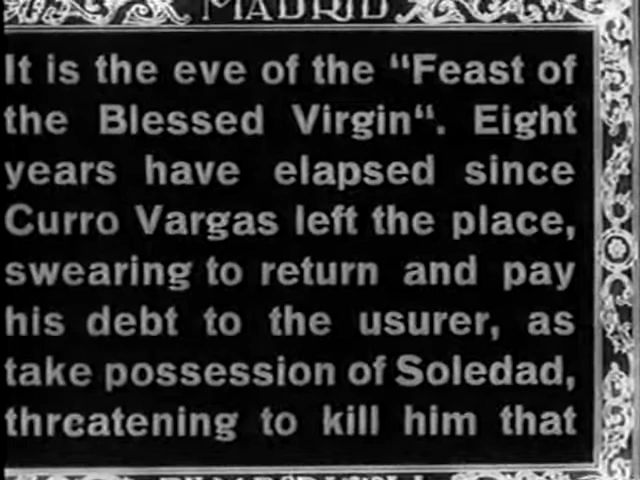 MADRID
It is the eve of the "Feast of
the Blessed Virgin". Eight
years have elapsed since
Curro Vargas left the place,
swearing to return and pay
his debt to the usurer, as
take possession of Soledad,
thrcatening to kill him that